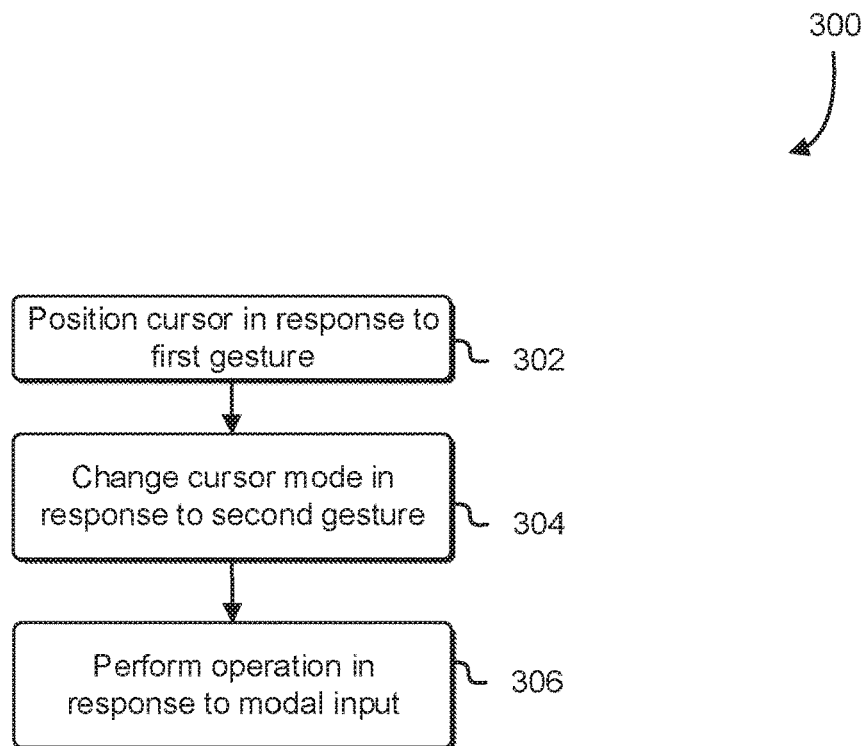 300
Position cursor in response to
first gesture
302
Change cursor mode in
response to second gesture
304
Perform operation in
response to modal input
306